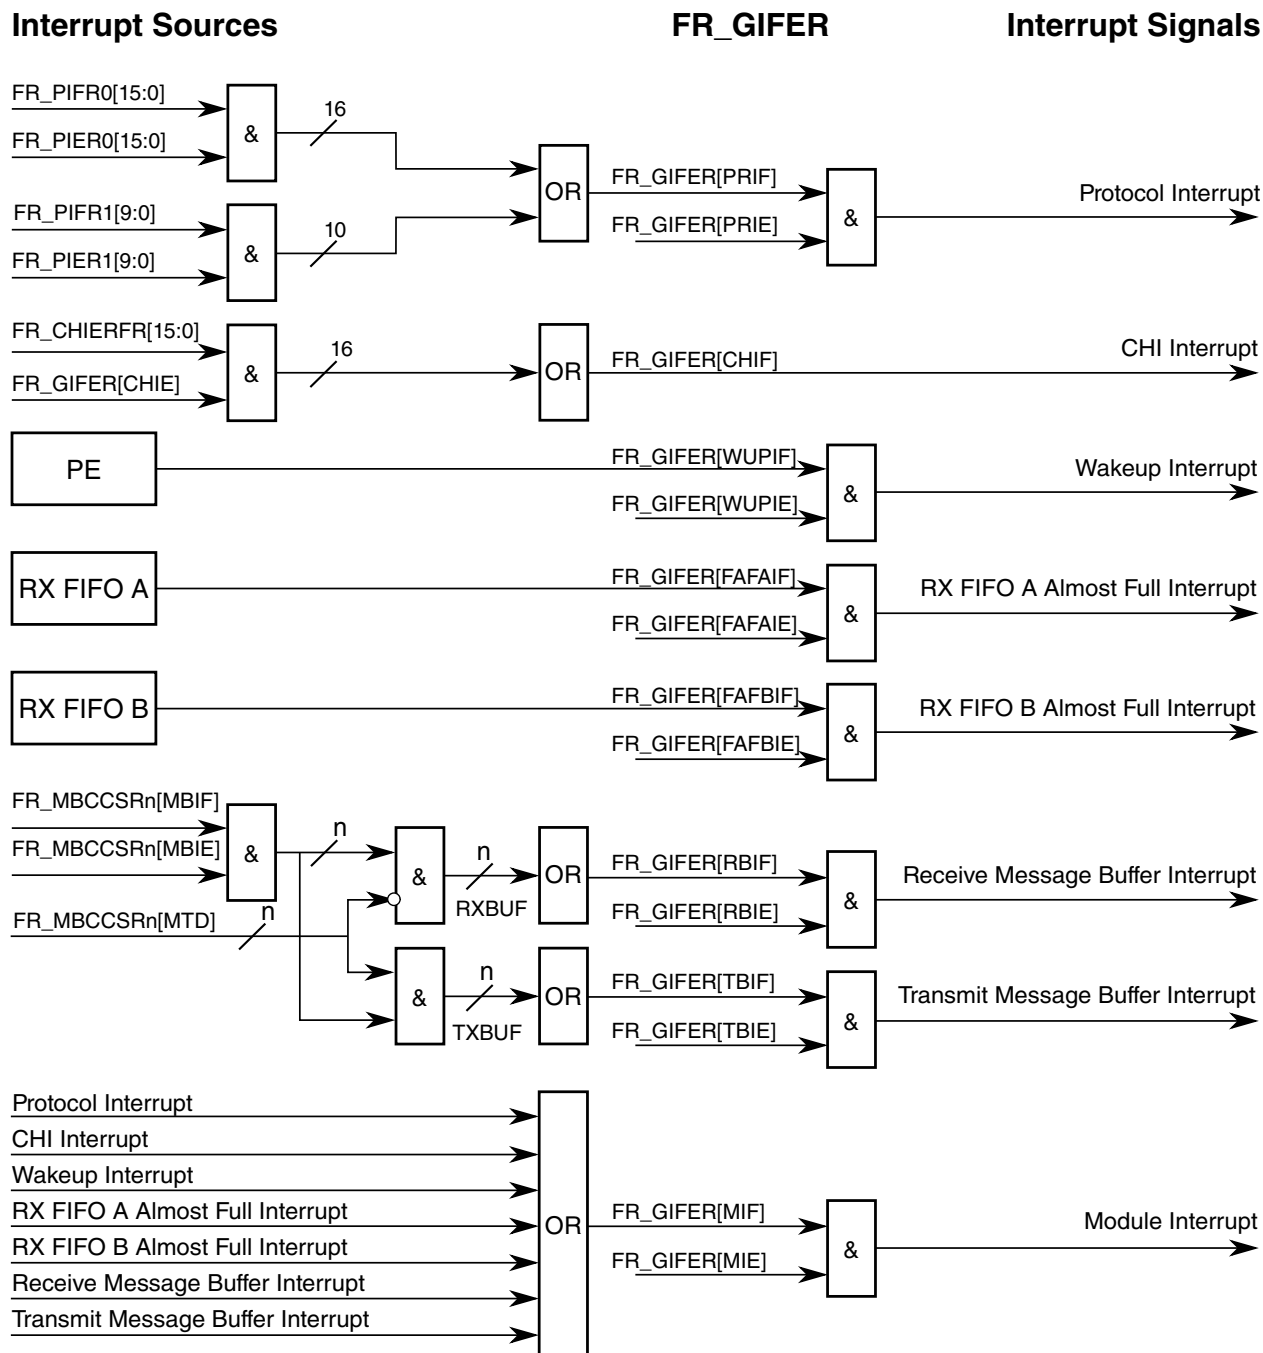 Interrupt Sources FR_GIFER Interrupt Signals
FR_PIFR0[15:0]
&
16
FR_PIER0[15:0]
OR
FR_GIFER[PRIF]
Protocol Interrupt
FR_PIFR1[9:0]
&
10
FR_GIFER[PRIE]
&
FR_PIER1[9:0]
FR_CHIERFR[15:0]
&
16
OR
FR_GIFER[CHIF]
CHI Interrupt
FR_GIFER[CHIE]
PE
FR_GIFER[WUPIF]
Wakeup Interrupt
FR_GIFER[WUPIE]
&
RX FIFO A
FR_GIFER[FAFAIF]
RX FIFO A Almost Full Interrupt
FR_GIFER[FAFAIE]
&
RX FIFO B
FR_GIFER[FAFBIF]
RX FIFO B Almost Full Interrupt
FR_GIFER[FAFBIE]
&
FR_MBCCSRn[MBIF]
FR_MBCCSRn[MBIE]
&
n
&
n
RXBUF
OR
FR_GIFER[RBIF]
Receive Message Buffer Interrupt
FR_GIFER[RBIE]
&
FR_MBCCSRn[MTD]
n
&
n
TXBUF
OR
FR_GIFER[TBIF]
Transmit Message Buffer Interrupt
FR_GIFER[TBIE]
&
Protocol Interrupt
CHI Interrupt
Wakeup Interrupt
RX FIFO A Almost Full Interrupt
RX FIFO B Almost Full Interrupt
Receive Message Buffer Interrupt
Transmit Message Buffer Interrupt
OR
FR_GIFER[MIF]
Module Interrupt
FR_GIFER[MIE]
&